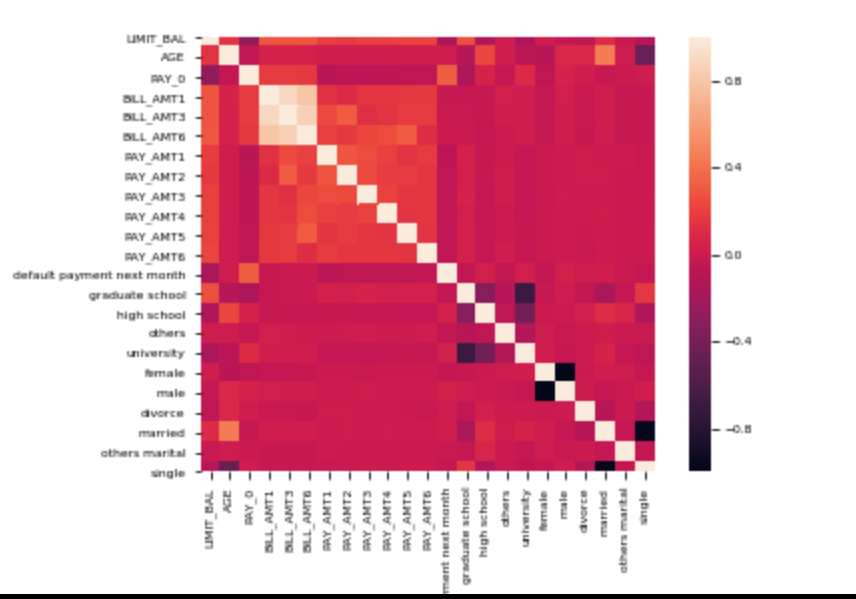 LIMIT_BAL
AGE
PAY_0
BILL_AMT1
BILL_AMT3
BILL_AMT6
PAY_AMT1
PAY_AMT2
PAY_AMT3
PAY_AMT4
PAY_AMT5
PAY_AMT6
default payment next month
graduate school
high school
others
university
female
male
divorce
married
others marital
single
0.8
0.4
0.0
−0.4
−0.8
LIMIT_BAL
AGE
PAY_0
BILL_AMT1
BILL_AMT3
BILL_AMT6
PAY_AMT1
PAY_AMT2
PAY_AMT3
PAY_AMT4
PAY_AMT5
PAY_AMT6
ment next month
graduate school
high school
others
university
female
male
divorce
married
others marital
single